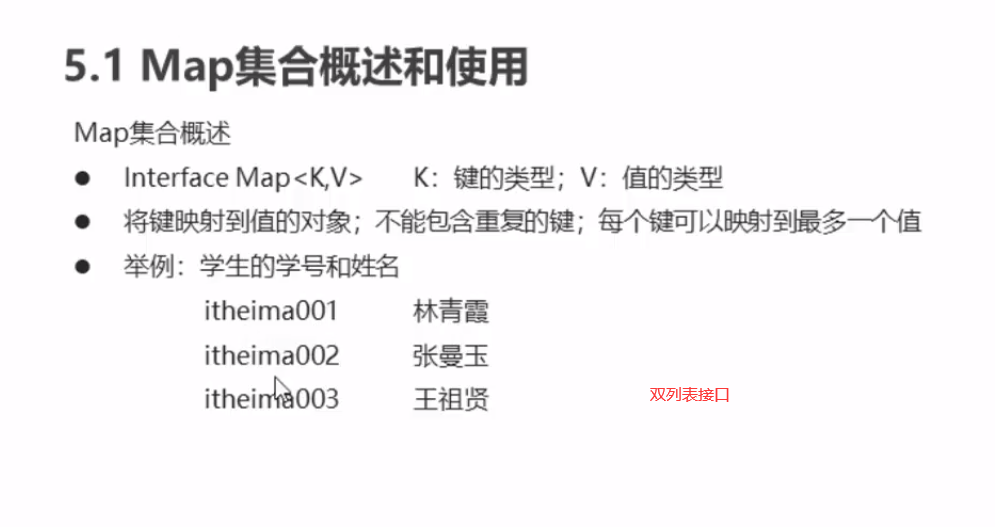 5.1 Map集合概述和使用
Map集合概述
● Interface Map<K,V> K：键的类型；V：值的类型
● 将键映射到值的对象；不能包含重复的键；每个键可以映射到最多一个值
● 举例：学生的学号和姓名
itheima001 林青霞
itheima002 张曼玉
itheima003 王祖贤 双列表接口